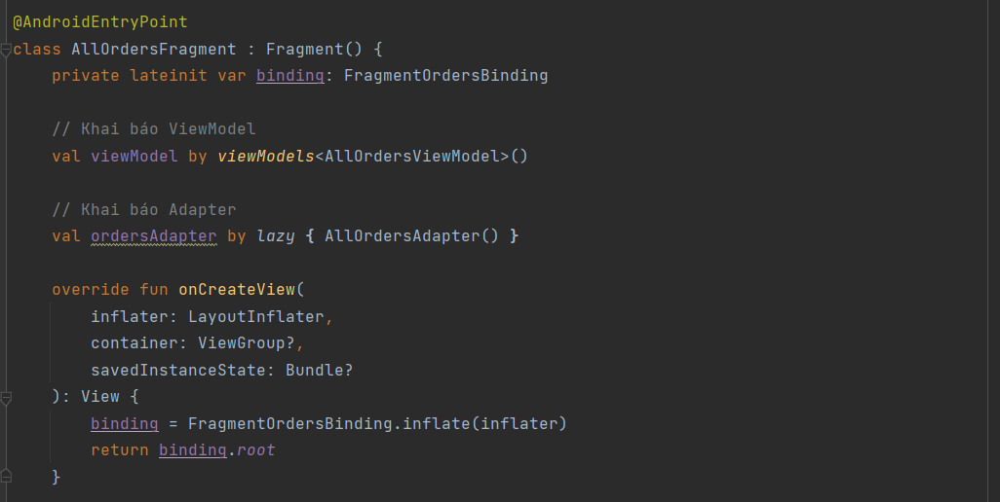 @AndroidEntryPoint
class AllOrdersFragment : Fragment() {
    private lateinit var binding: FragmentOrdersBinding

    // Khai báo ViewModel
    val viewModel by viewModels<AllOrdersViewModel>()

    // Khai báo Adapter
    val ordersAdapter by lazy { AllOrdersAdapter() }

    override fun onCreateView(
        inflater: LayoutInflater,
        container: ViewGroup?,
        savedInstanceState: Bundle?
    ): View {
        binding = FragmentOrdersBinding.inflate(inflater)
        return binding.root
    }